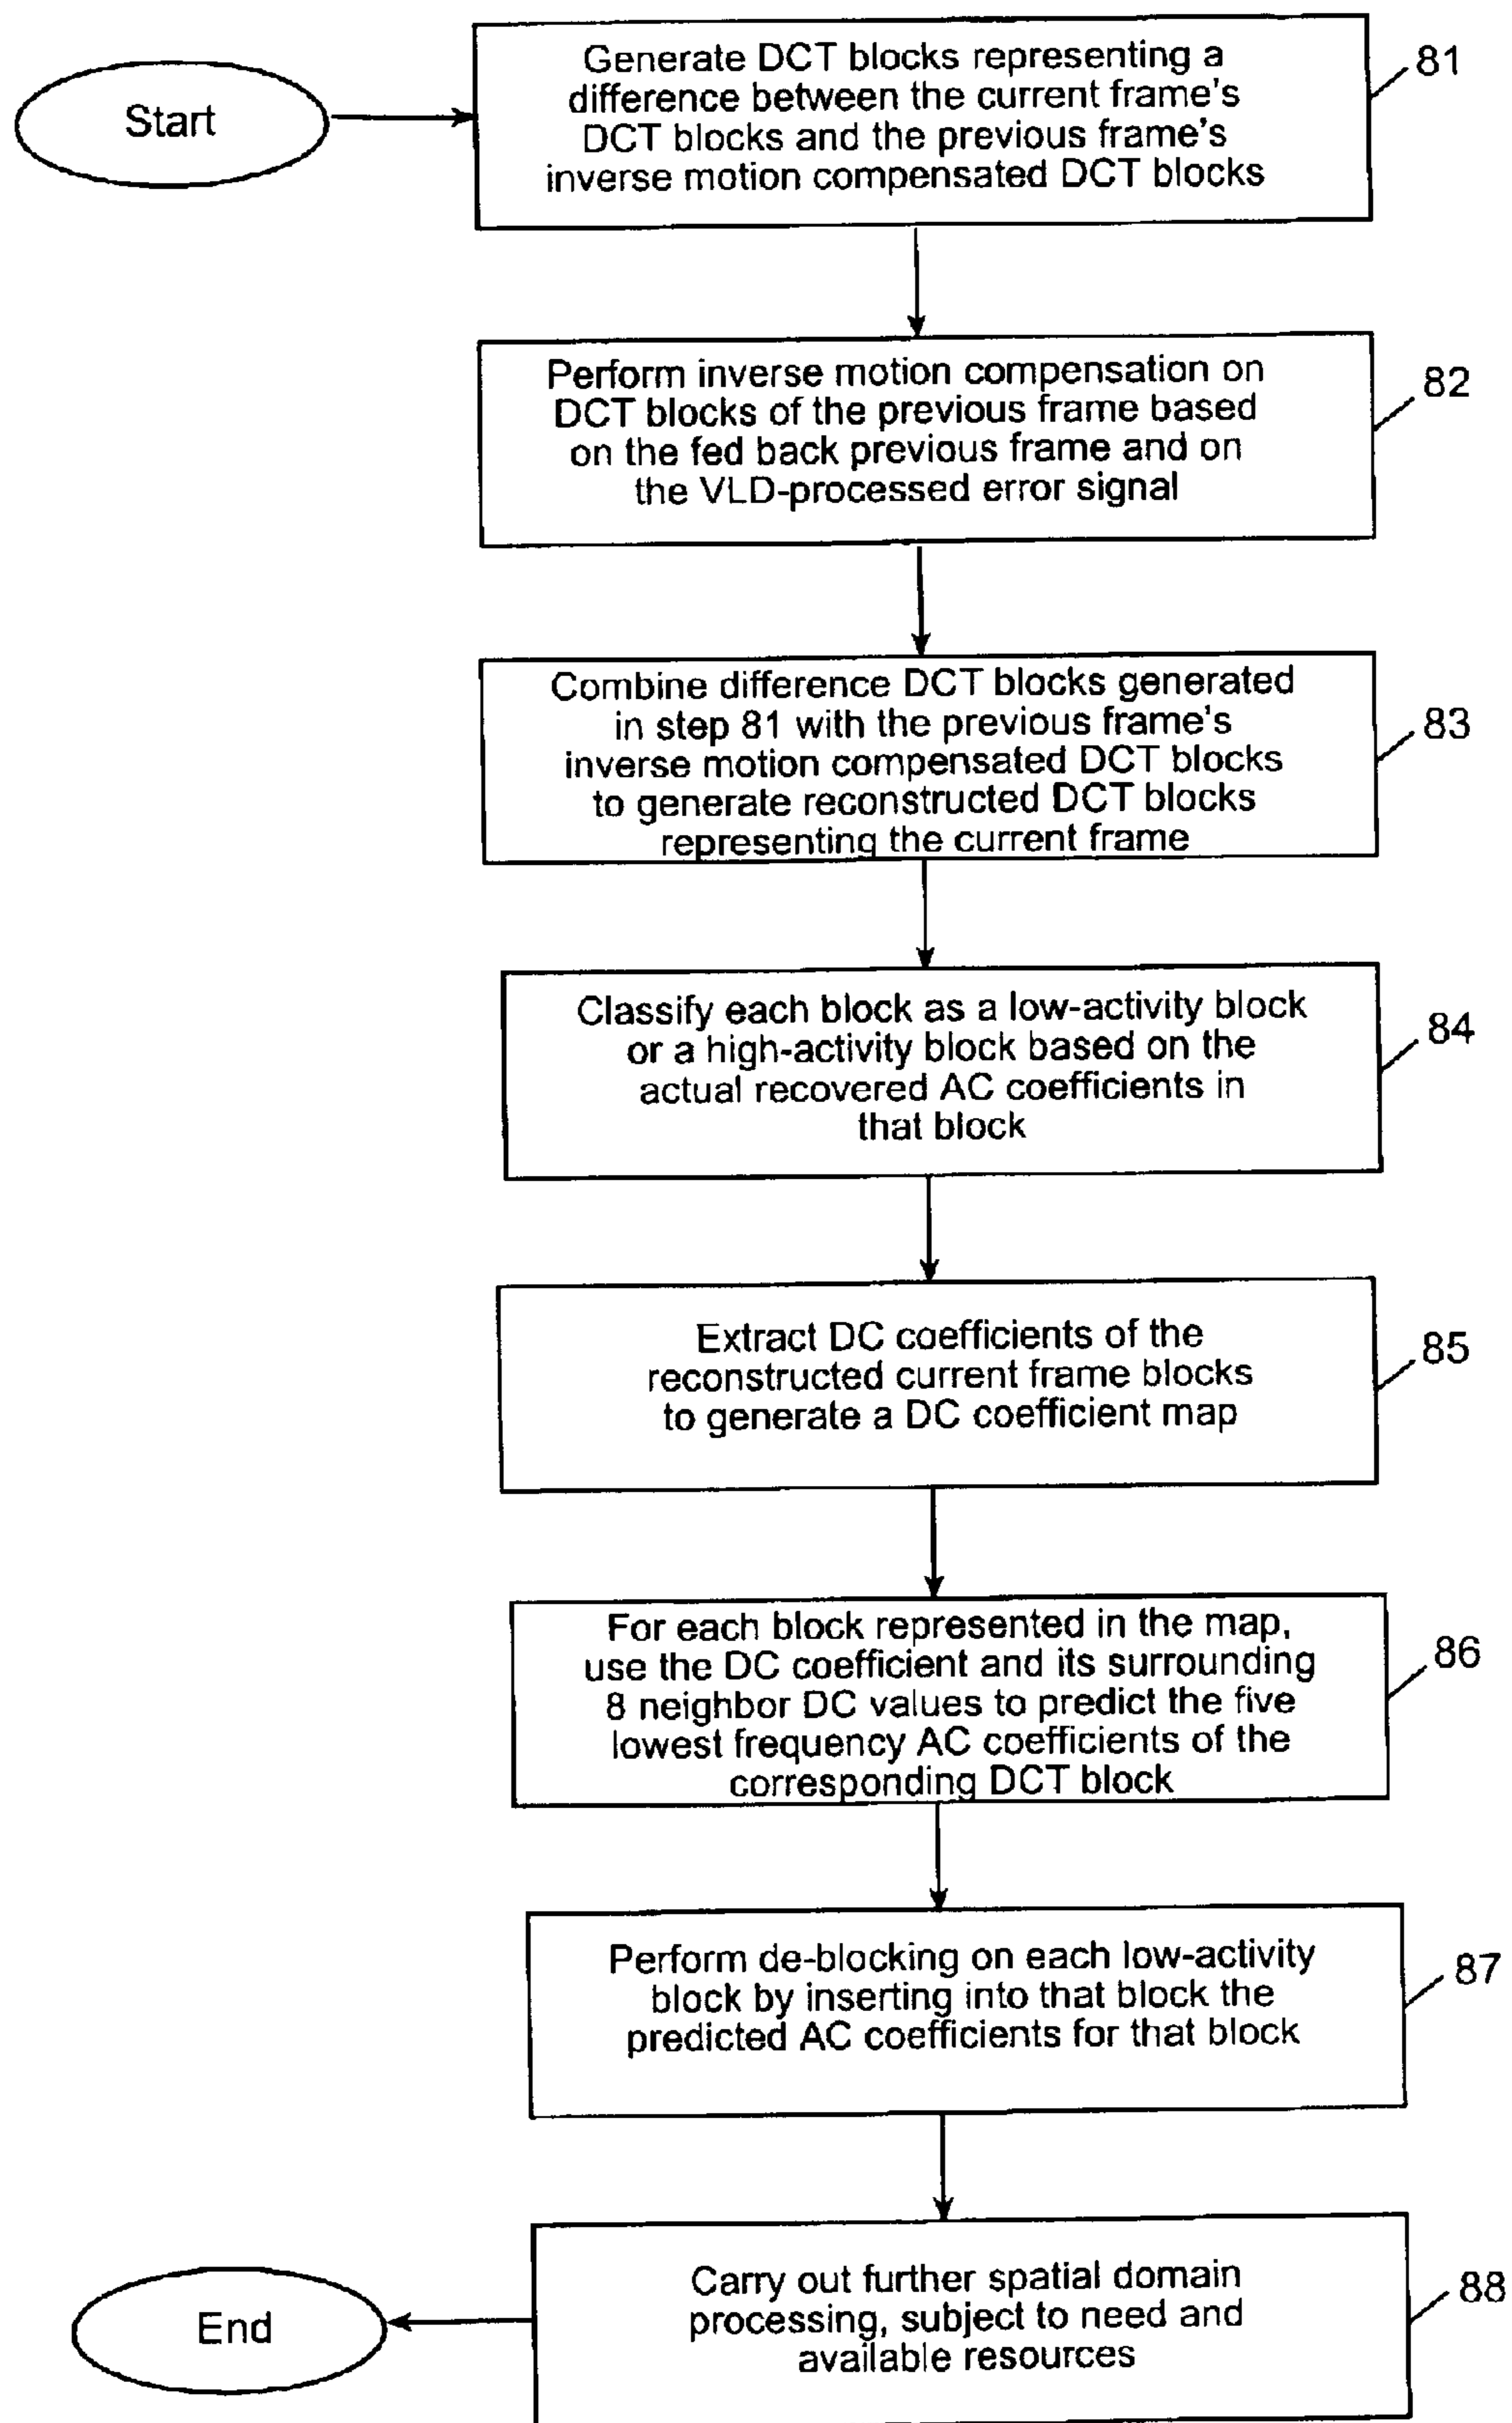 Start
Generate DCT blocks representing a
difference between the current frame's
DCT blocks and the previous frame's
inverse motion compensated DCT blocks
81
Perform inverse motion compensation on
DCT blocks of the previous frame based
on the fed back previous frame and on
the VLD-processed error signal
82
Combine difference DCT blocks generated
in step 81 with the previous frame's
inverse motion compensated DCT blocks
to generate reconstructed DCT blocks
representing the current frame
83
Classify each block as a low-activity block
or a high-activity block based on the
actual recovered AC coefficients in
that block
84
Extract DC coefficients of the
reconstructed current frame blocks
to generate a DC coefficient map
85
For each block represented in the map,
use the DC coefficient and its surrounding
8 neighbor DC values to predict the five
lowest frequency AC coefficients of the
corresponding DCT block
86
Perform de-blocking on each low-activity
block by inserting into that block the
predicted AC coefficients for that block
87
Carry out further spatial domain
processing, subject to need and
available resources
88
End